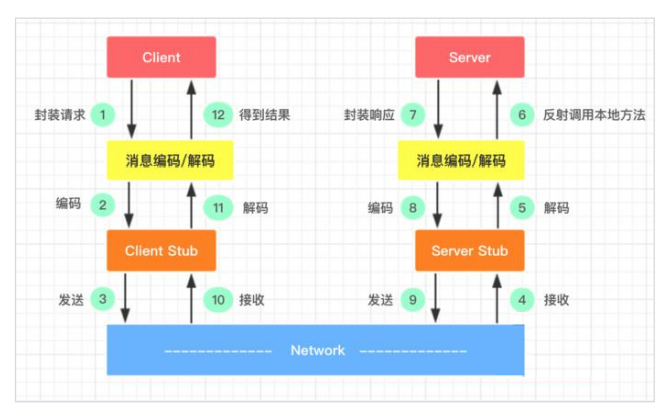 Client
Server
封装请求 1
12 得到结果
封装响应 7
6 反射调用本地方法
消息编码/解码
消息编码/解码
编码 2
11 解码
编码 8
5 解码
Client Stub
Server Stub
发送 3
10 接收
发送 9
4 接收
------------- Network -------------